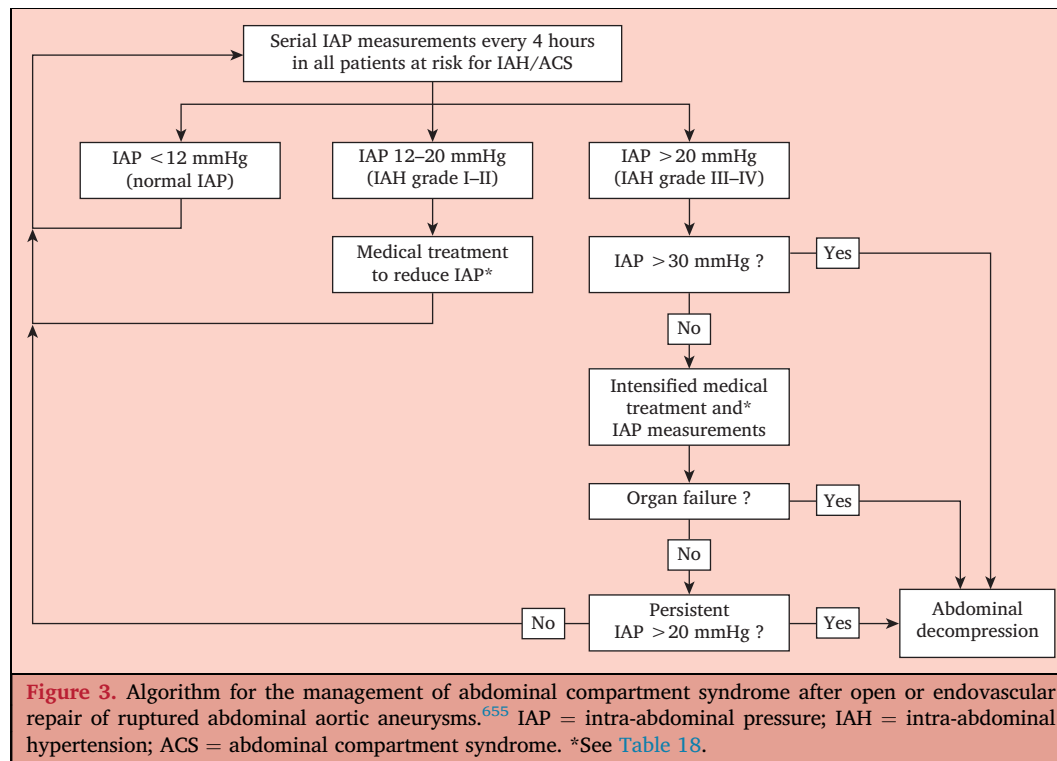 Serial IAP measurements every 4 hours
in all patients at risk for IAH/ACS
IAP <12 mmHg
(normal IAP)
IAP 12–20 mmHg
(IAH grade I–II)
IAP >20 mmHg
(IAH grade III–IV)
Medical treatment
to reduce IAP*
IAP >30 mmHg ?
Yes
No
Intensified medical
treatment and*
IAP measurements
Organ failure ?
Yes
No
Persistent
IAP >20 mmHg ?
No
Yes
Abdominal
decompression
Figure 3. Algorithm for the management of abdominal compartment syndrome after open or endovascular
repair of ruptured abdominal aortic aneurysms.655 IAP = intra-abdominal pressure; IAH = intra-abdominal
hypertension; ACS = abdominal compartment syndrome. *See Table 18.